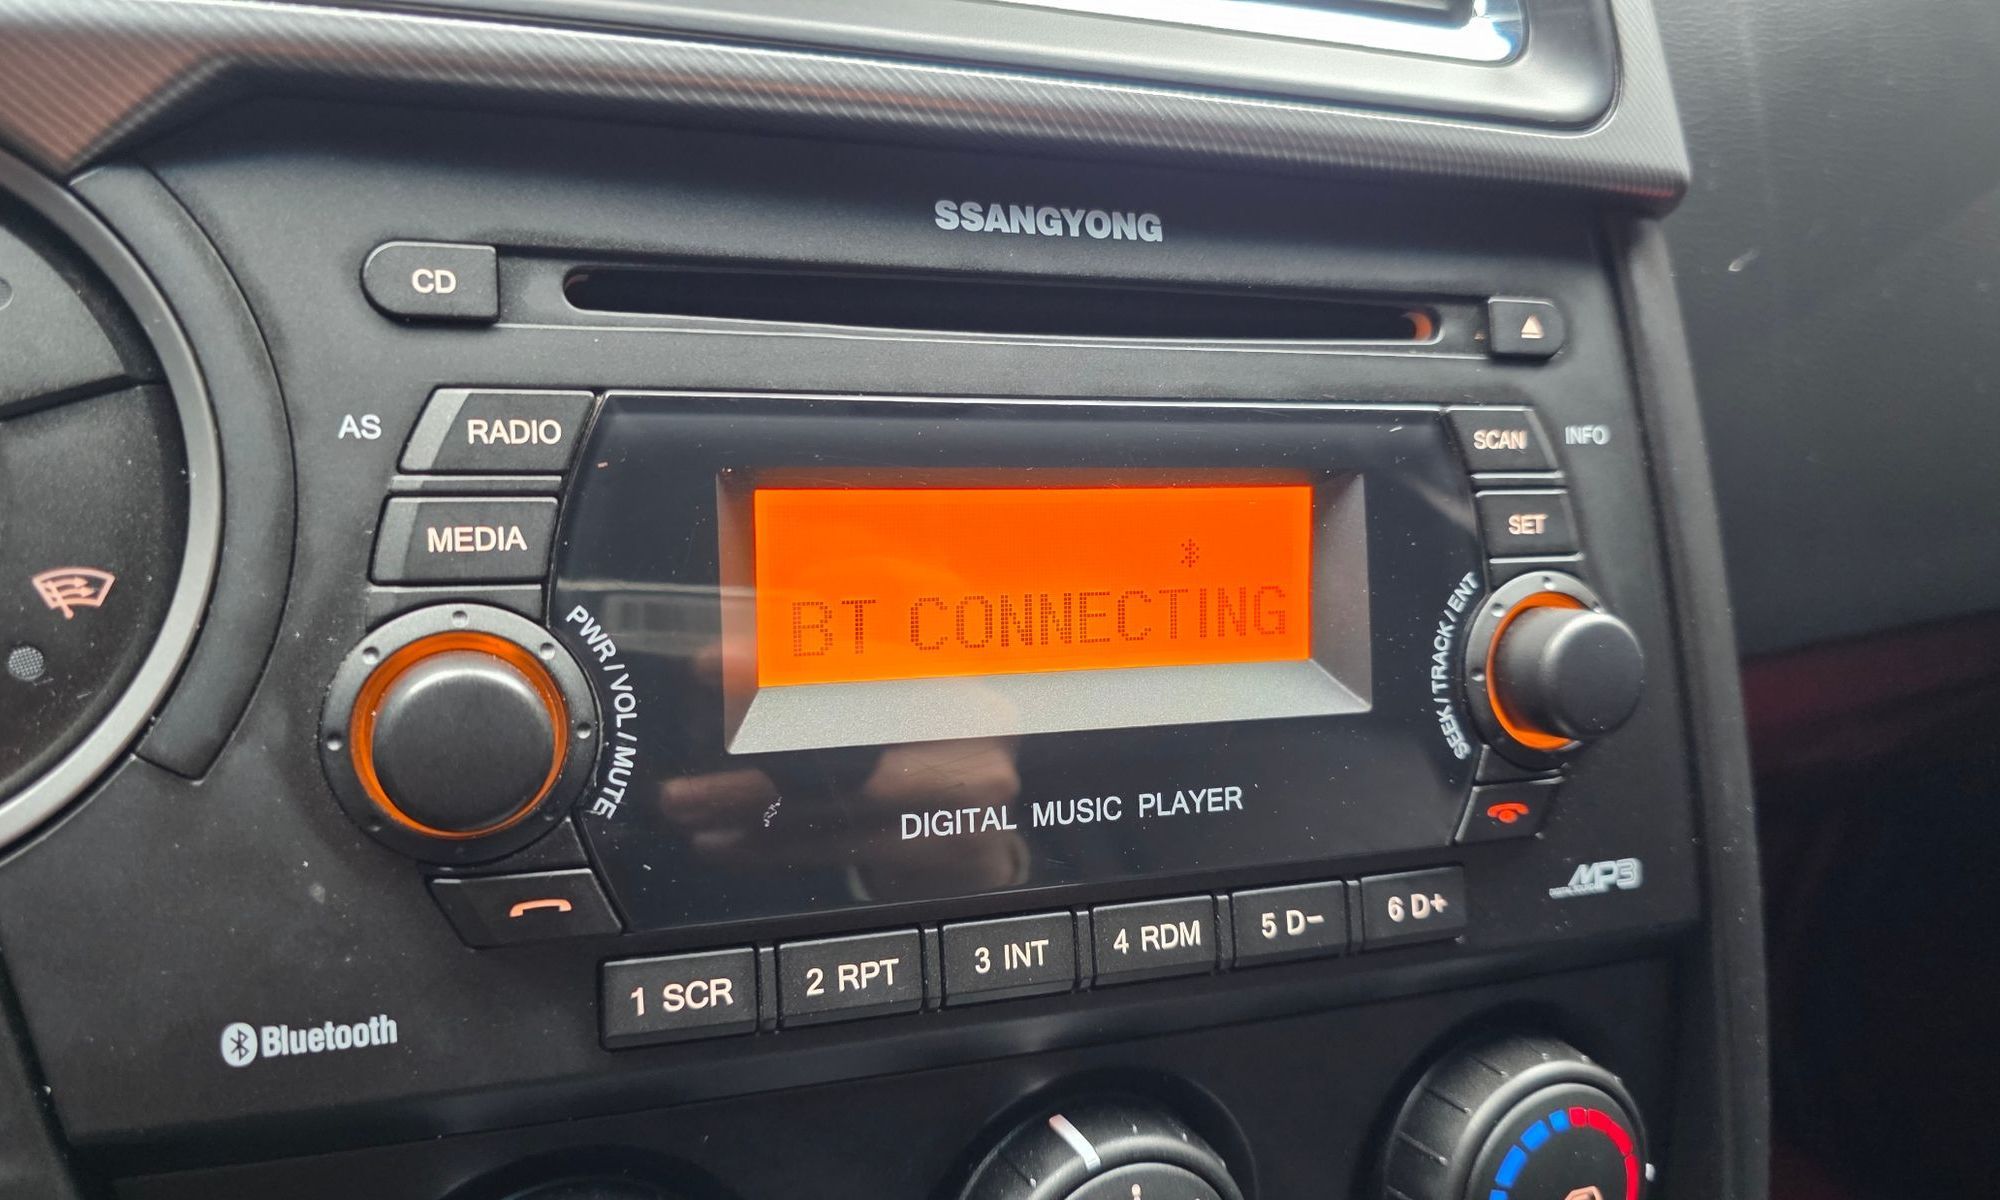 SSANGYONG
CD
AS
RADIO
SCAN
INFO
MEDIA
SET
BT CONNECTING
PWR / VOL / MUTE
SEEK / TRACK / ENT
DIGITAL MUSIC PLAYER
MP3
1 SCR
2 RPT
3 INT
4 RDM
5 D−
6 D+
Bluetooth